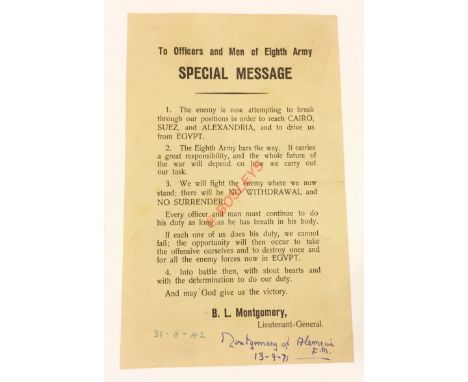 To Officers and Men of Eighth Army
SPECIAL MESSAGE
1. The enemy is now attempting to break
through our positions in order to reach CAIRO,
SUEZ, and ALEXANDRIA, and to drive us
from EGYPT.
2. The Eighth Army bars the way. It carries
a great responsibility, and the whole future of
the war will depend on how we carry out
our task.
3. We will fight the enemy where we now
stand; there will be NO WITHDRAWAL and
NO SURRENDER.
Every officer and man must continue to do
his duty as long as he has breath in his body.
If each one of us does his duty, we cannot
fail; the opportunity will then occur to take
the offensive ourselves and to destroy once and
for all the enemy forces now in EGYPT.
4. Into battle then, with stout hearts and
with the determination to do our duty.
And may God give us the victory.
B. L. Montgomery,
Lieutenant-General.
31-8-42
Montgomery of Alamein
F.M.
13-9-71
© BOSLEYS